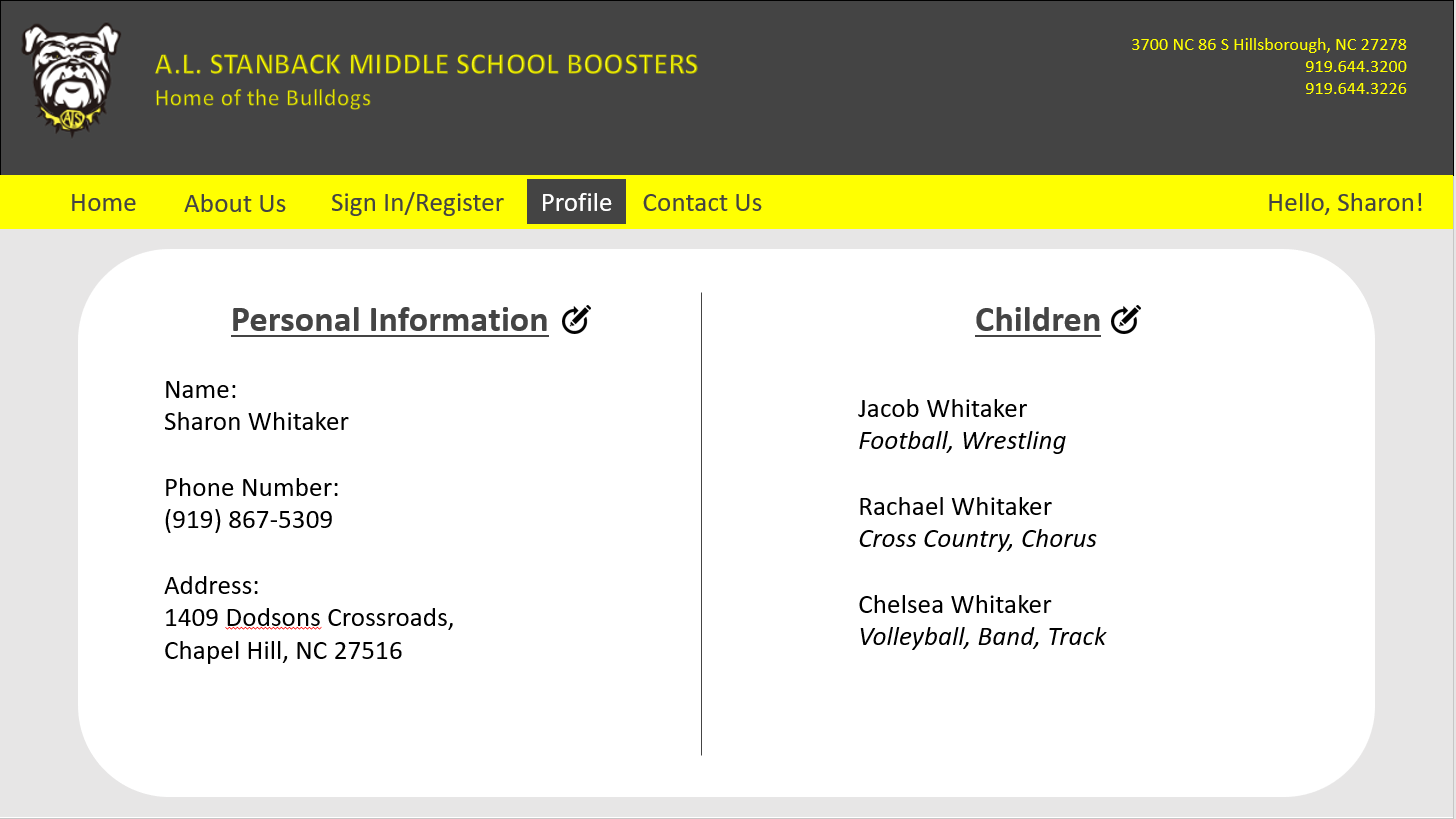 A.L. STANBACK MIDDLE SCHOOL BOOSTERS
Home of the Bulldogs
3700 NC 86 S Hillsborough, NC 27278
919.644.3200
919.644.3226
ATS
Home About Us Sign In/Register Profile Contact Us Hello, Sharon!
Personal Information
Name:
Sharon Whitaker
Phone Number:
(919) 867-5309
Address:
1409 Dodsons Crossroads,
Chapel Hill, NC 27516
Children
Jacob Whitaker
Football, Wrestling
Rachael Whitaker
Cross Country, Chorus
Chelsea Whitaker
Volleyball, Band, Track